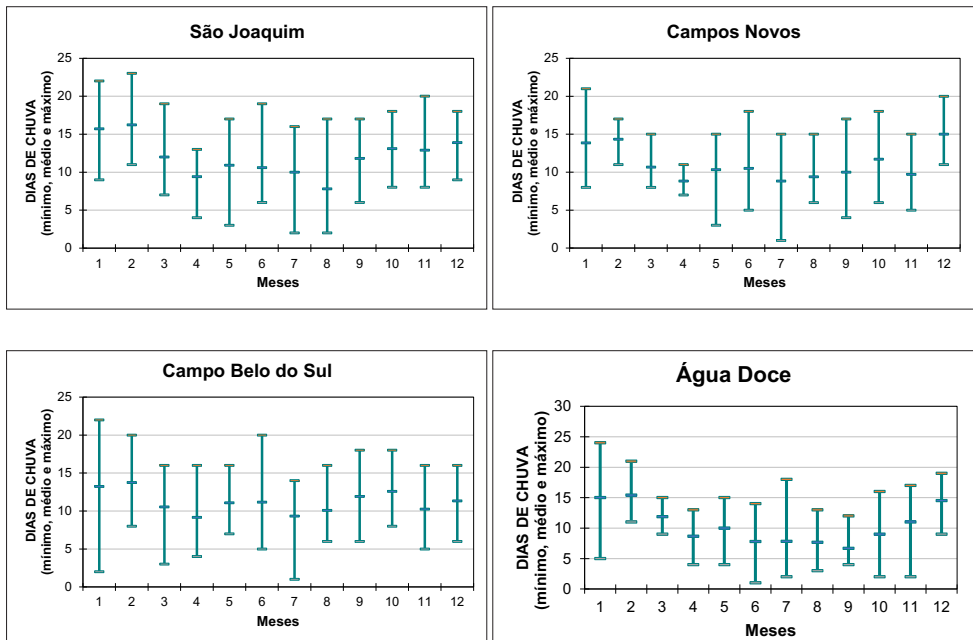 São Joaquim
DIAS DE CHUVA
(mínimo, médio e máximo)
25
20
15
10
5
0
1 2 3 4 5 6 7 8 9 10 11 12
Meses
Campos Novos
DIAS DE CHUVA
(mínimo, médio e máximo)
25
20
15
10
5
0
1 2 3 4 5 6 7 8 9 10 11 12
Meses
Campo Belo do Sul
DIAS DE CHUVA
(mínimo, médio e máximo)
25
20
15
10
5
0
1 2 3 4 5 6 7 8 9 10 11 12
Meses
Água Doce
DIAS DE CHUVA
(mínimo, médio e máximo)
30
25
20
15
10
5
0
1 2 3 4 5 6 7 8 9 10 11 12
Meses